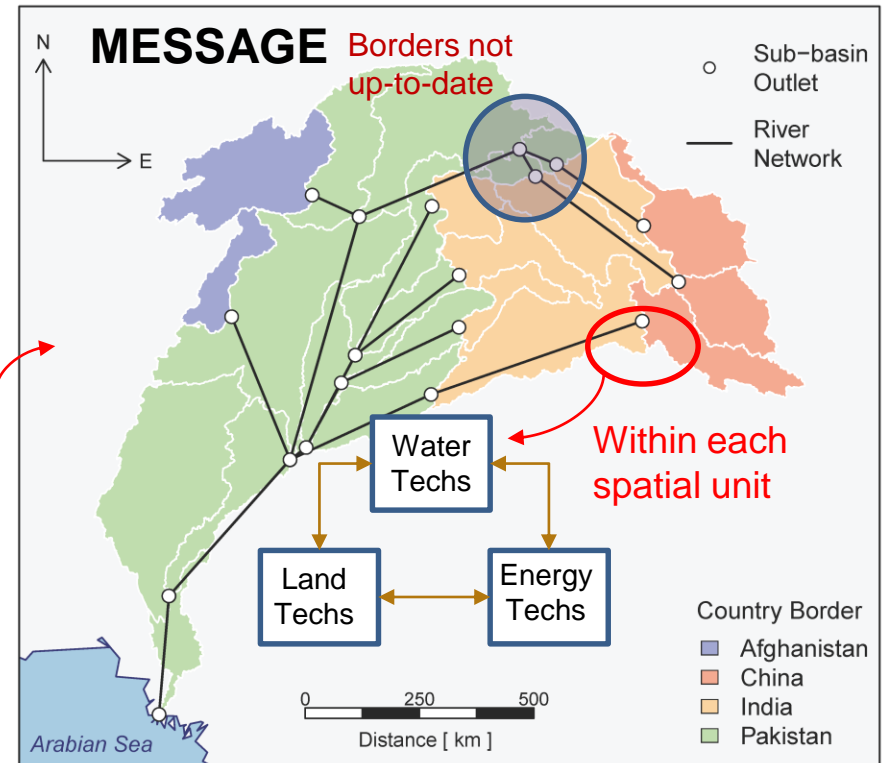 N
E
MESSAGE
Borders not
up-to-date
Sub−basin
Outlet
River
Network
Within each
spatial unit
Water
Techs
Land
Techs
Energy
Techs
Country Border
Afghanistan
China
India
Pakistan
0 250 500
Distance [ km ]
Arabian Sea